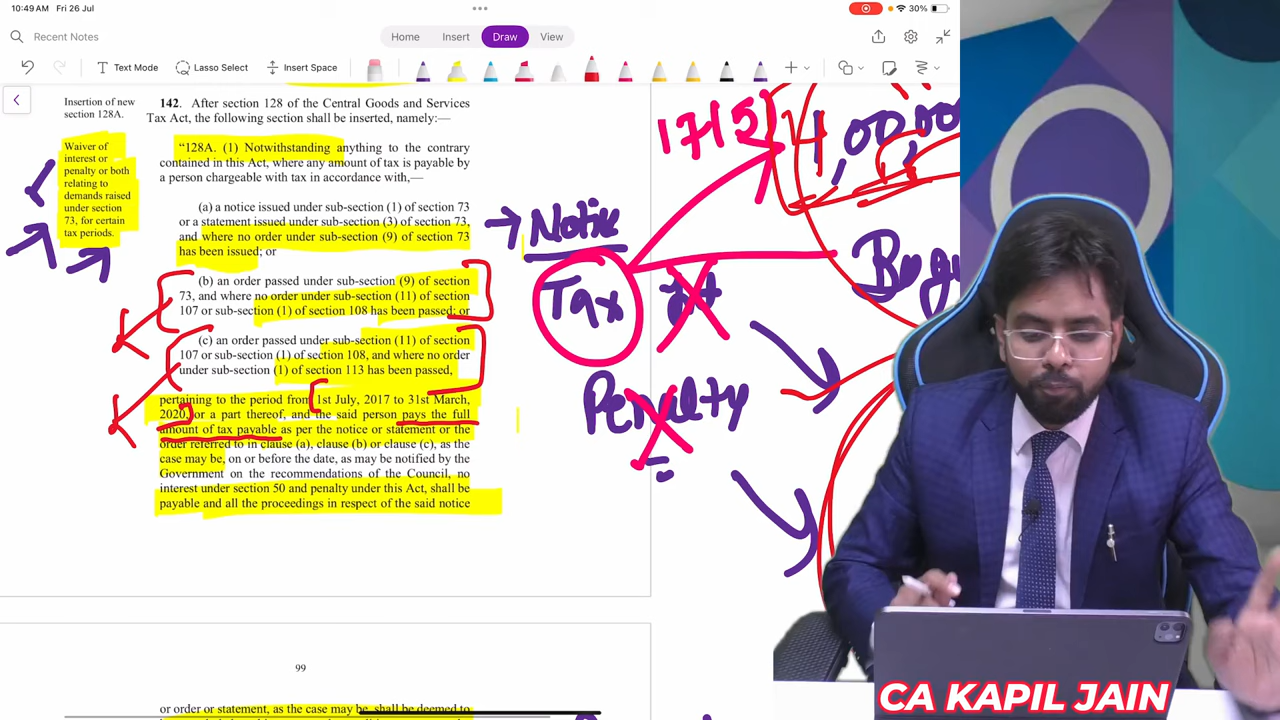 10:49 AM Fri 26 Jul
30%
Recent Notes
Home Insert Draw View
Text Mode Lasso Select Insert Space
Insertion of new
section 128A.
142. After section 128 of the Central Goods and Services
Tax Act, the following section shall be inserted, namely:—
Waiver of
interest or
penalty or both
relating to
demands raised
under section
73, for certain
tax periods.
“128A. (1) Notwithstanding anything to the contrary
contained in this Act, where any amount of tax is payable by
a person chargeable with tax in accordance with,—
(a) a notice issued under sub-section (1) of section 73
or a statement issued under sub-section (3) of section 73,
and where no order under sub-section (9) of section 73
has been issued; or
(b) an order passed under sub-section (9) of section
73, and where no order under sub-section (11) of section
107 or sub-section (1) of section 108 has been passed; or
(c) an order passed under sub-section (11) of section
107 or sub-section (1) of section 108, and where no order
under sub-section (1) of section 113 has been passed,
pertaining to the period from 1st July, 2017 to 31st March,
2020, or a part thereof, and the said person pays the full
amount of tax payable as per the notice or statement or the
order referred to in clause (a), clause (b) or clause (c), as the
case may be, on or before the date, as may be notified by the
Government on the recommendations of the Council, no
interest under section 50 and penalty under this Act, shall be
payable and all the proceedings in respect of the said notice
99
or order or statement, as the case may be, shall be deemed to
17(5)
Notice
Tax
Penalty
CA KAPIL JAIN